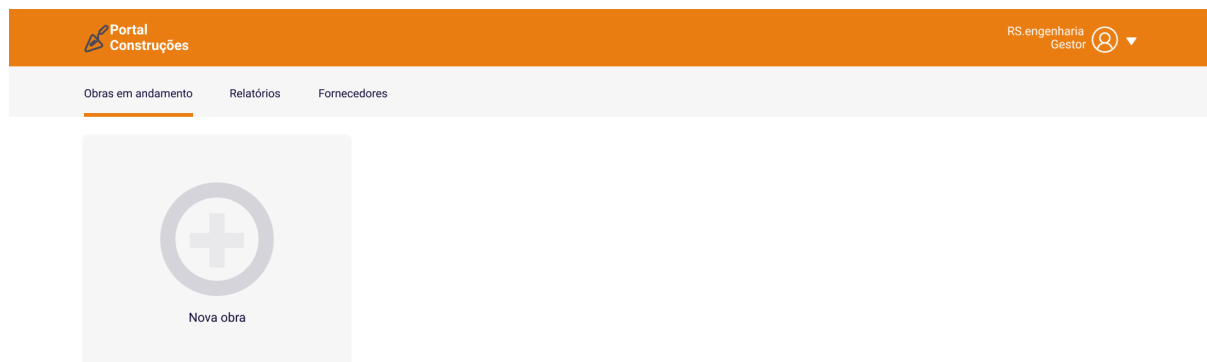 Portal
Construções
RS.engenharia
Gestor
Obras em andamento Relatórios Fornecedores
Nova obra